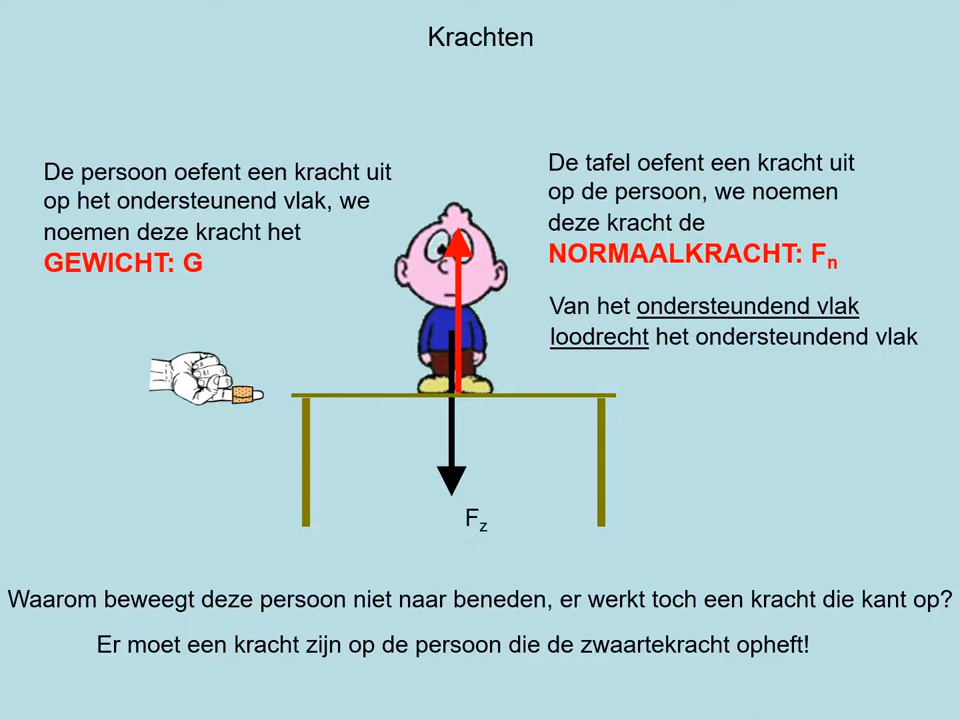 Krachten
De persoon oefent een kracht uit
op het ondersteunend vlak, we
noemen deze kracht het
GEWICHT: G
De tafel oefent een kracht uit
op de persoon, we noemen
deze kracht de
NORMAALKRACHT: Fn
Van het ondersteundend vlak
loodrecht het ondersteundend vlak
Fz
Waarom beweegt deze persoon niet naar beneden, er werkt toch een kracht die kant op?
Er moet een kracht zijn op de persoon die de zwaartekracht opheft!